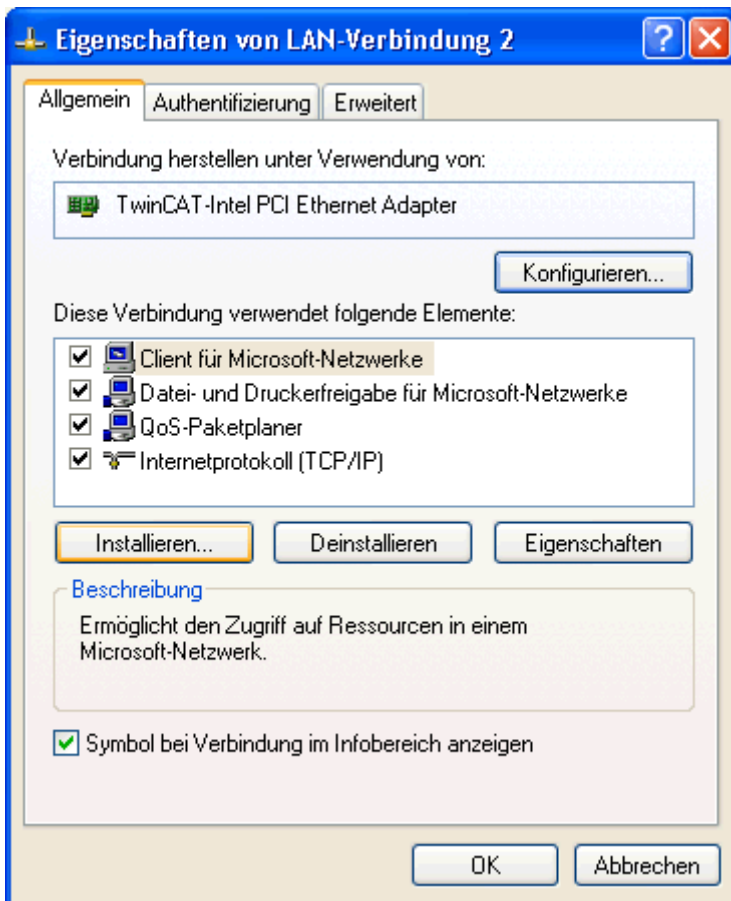 Eigenschaften von LAN-Verbindung 2
Allgemein
Authentifizierung
Erweitert
Verbindung herstellen unter Verwendung von:
TwinCAT-Intel PCI Ethernet Adapter
Konfigurieren...
Diese Verbindung verwendet folgende Elemente:
Client für Microsoft-Netzwerke
Datei- und Druckerfreigabe für Microsoft-Netzwerke
QoS-Paketplaner
Internetprotokoll (TCP/IP)
Installieren...
Deinstallieren
Eigenschaften
Beschreibung
Ermöglicht den Zugriff auf Ressourcen in einem
Microsoft-Netzwerk.
Symbol bei Verbindung im Infobereich anzeigen
OK
Abbrechen